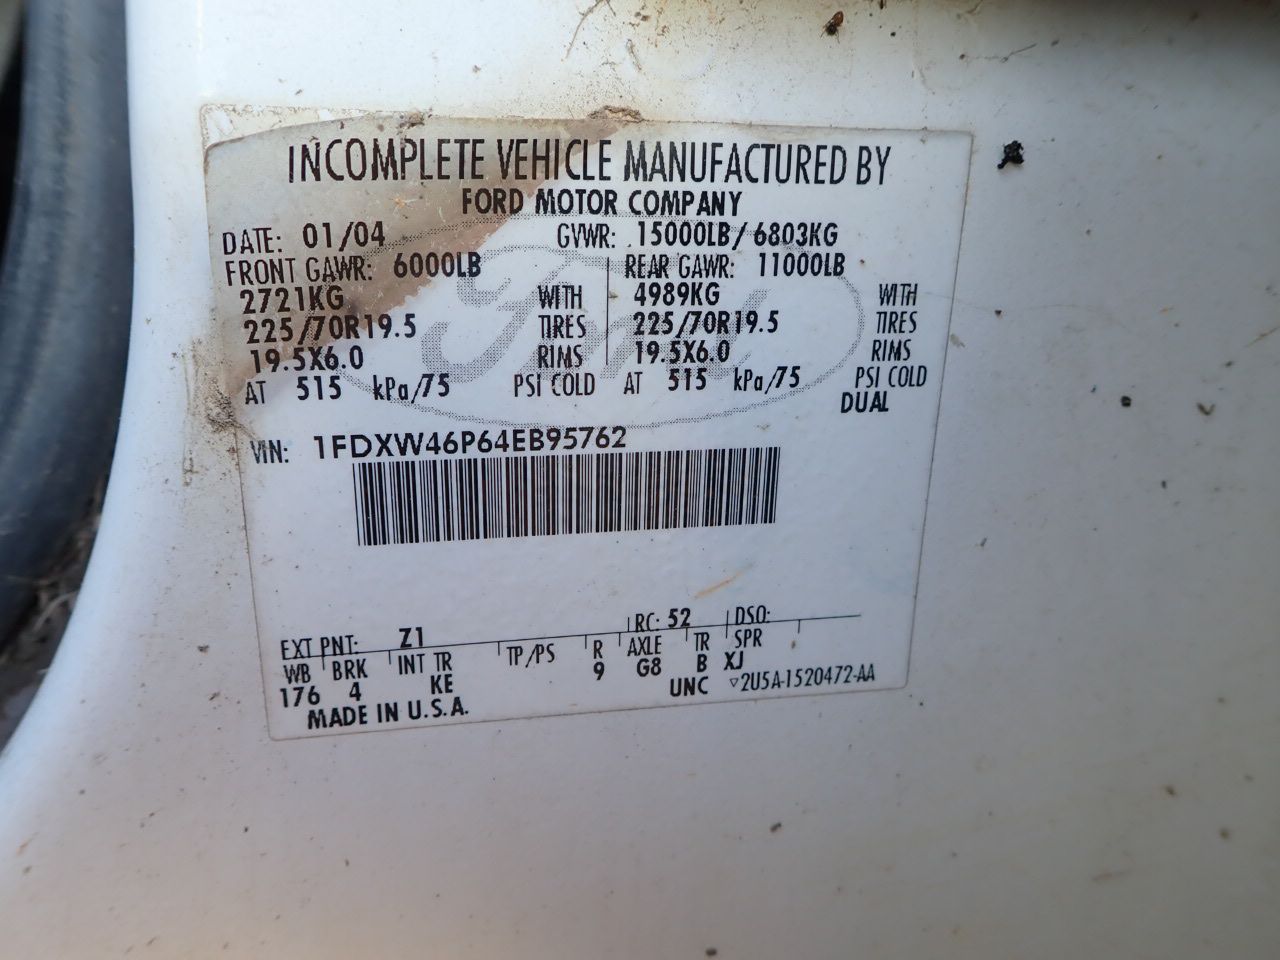 INCOMPLETE VEHICLE MANUFACTURED BY
FORD MOTOR COMPANY
DATE: 01/04 GVWR: 15000LB/6803KG
FRONT GAWR: 6000LB REAR GAWR: 11000LB
2721KG WITH 4989KG WITH
225/70R19.5 TIRES 225/70R19.5 TIRES
19.5X6.0 RIMS 19.5X6.0 RIMS
AT 515 kPa/75 PSI COLD AT 515 kPa/75 PSI COLD
DUAL
VIN: 1FDXW46P64EB95762
EXT PNT: Z1 RC: 52 DSO:
WB BRK INT TR TP/PS R AXLE TR SPR
176 4 KE 9 G8 B XJ
MADE IN U.S.A. UNC ▽2U5A-1520472-AA
Ford